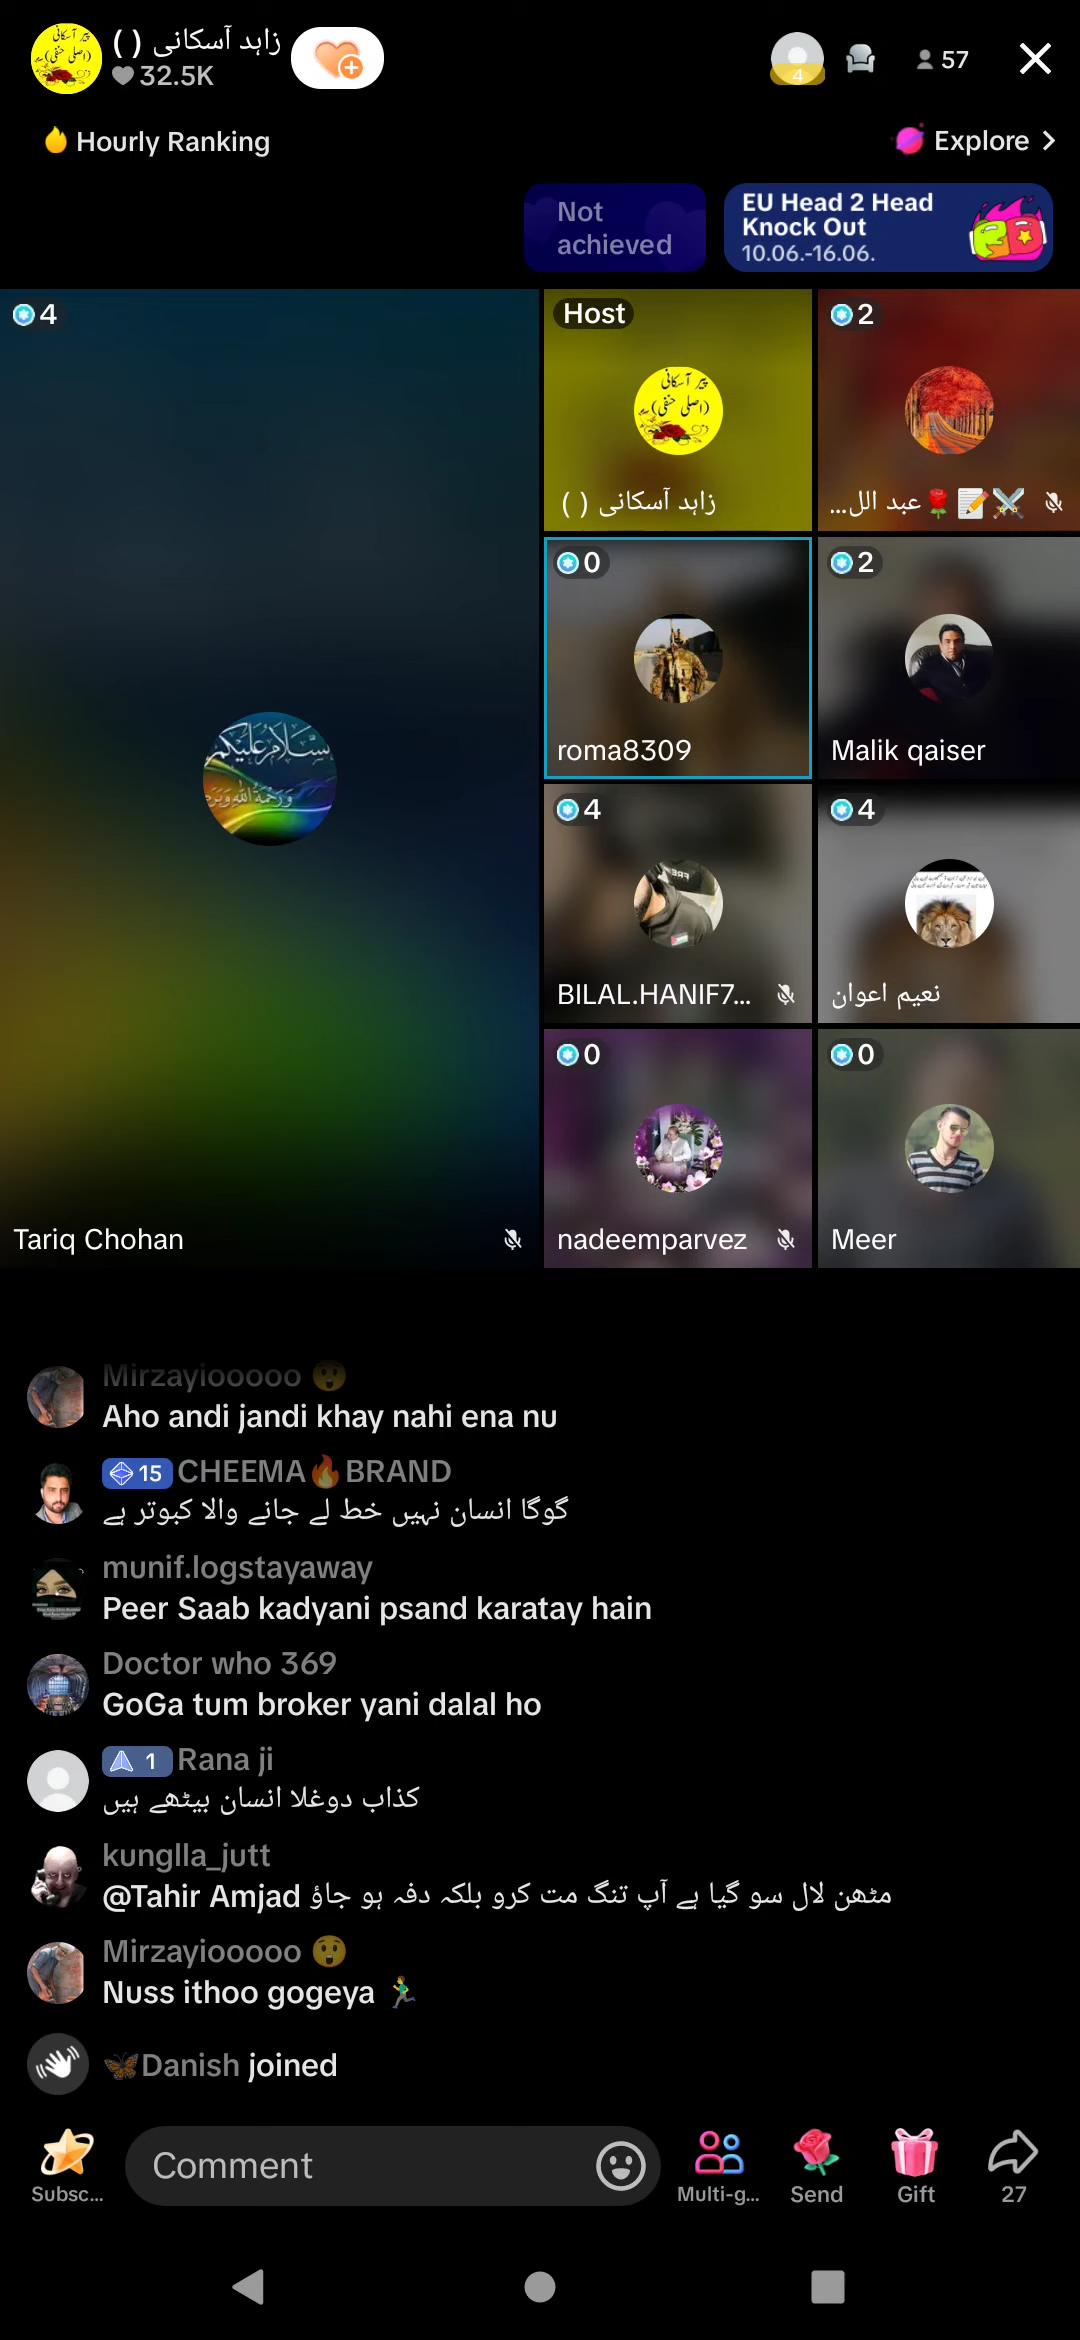 زاہد آسکانی ( )
32.5K
4
57
Hourly Ranking
Explore
Not
achieved
EU Head 2 Head
Knock Out
10.06.-16.06.
4
Tariq Chohan
Host
پیر آسکانی
(اصلی حنفی)
زاہد آسکانی ( )
2
عبد الل...🌹📝⚔️
0
roma8309
2
Malik qaiser
4
BILAL.HANIF7...
4
نعیم اعوان
0
nadeemparvez
0
Meer
Mirzayiooooo 😲
Aho andi jandi khay nahi ena nu
15 CHEEMA🔥BRAND
گوگا انسان نہیں خط لے جانے والا کبوتر ہے
munif.logstayaway
Peer Saab kadyani psand karatay hain
Doctor who 369
GoGa tum broker yani dalal ho
1 Rana ji
کذاب دوغلا انسان بیٹھے ہیں
kunglla_jutt
@Tahir Amjad مٹھن لال سو گیا ہے آپ تنگ مت کرو بلکہ دفہ ہو جاؤ
Mirzayiooooo 😲
Nuss ithoo gogeya 🏃‍♂️
🦋Danish joined
Comment
Subsc...
Multi-g...
Send
Gift
27